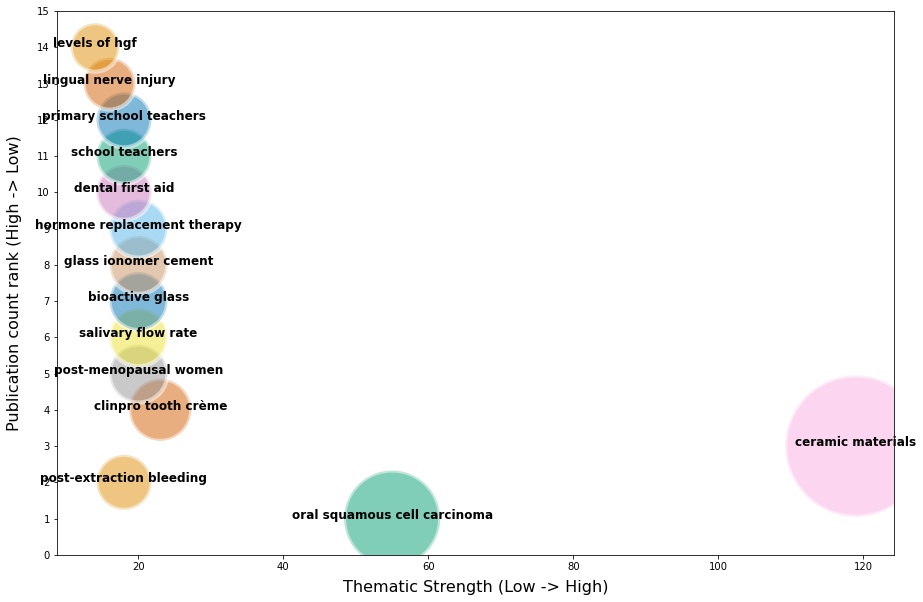 15
14
levels of hgf
13
lingual nerve injury
12
primary school teachers
11
school teachers
10
dental first aid
9
hormone replacement therapy
8
glass ionomer cement
7
bioactive glass
6
salivary flow rate
5
post-menopausal women
4
clinpro tooth crème
3
ceramic materials
2
post-extraction bleeding
1
oral squamous cell carcinoma
0
20
40
60
80
100
120
Thematic Strength (Low -> High)
Publication count rank (High -> Low)